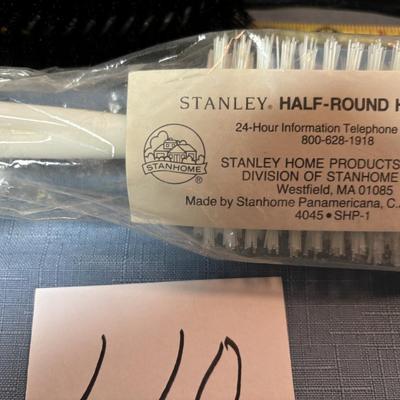 STANLEY® HALF-ROUND H
24-Hour Information Telephone
800-628-1918
STANHOME ®
STANLEY HOME PRODUCTS
DIVISION OF STANHOME
Westfield, MA 01085
Made by Stanhome Panamericana, C.A.
4045 • SHP-1